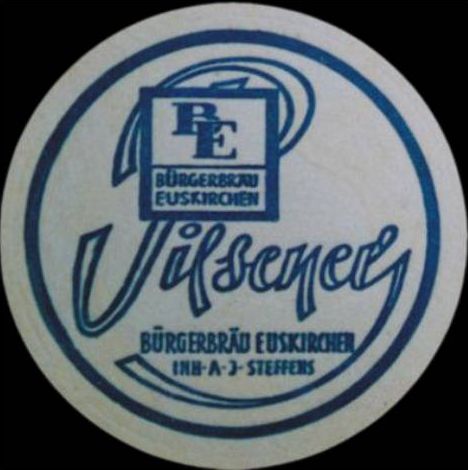 BE
BÜRGERBRÄU
EUSKIRCHEN
Pilsener
BÜRGERBRÄU EUSKIRCHEN
INH·A·J·STEFFENS